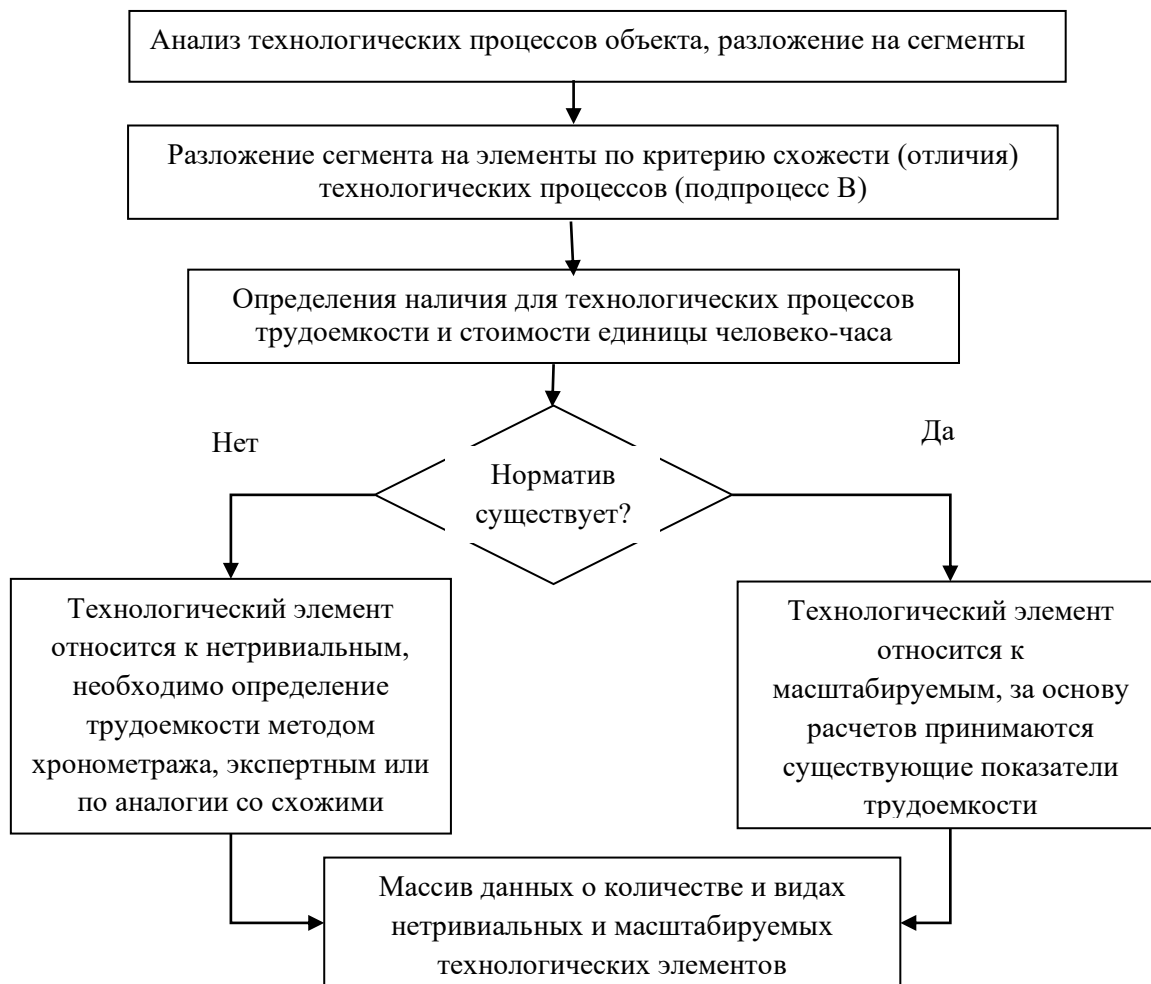 Анализ технологических процессов объекта, разложение на сегменты
Разложение сегмента на элементы по критерию схожести (отличия)
технологических процессов (подпроцесс В)
Определения наличия для технологических процессов
трудоемкости и стоимости единицы человеко-часа
Нет
Да
Норматив
существует?
Технологический элемент
относится к нетривиальным,
необходимо определение
трудоемкости методом
хронометража, экспертным или
по аналогии со схожими
Технологический элемент
относится к
масштабируемым, за основу
расчетов принимаются
существующие показатели
трудоемкости
Массив данных о количестве и видах
нетривиальных и масштабируемых
технологических элементов